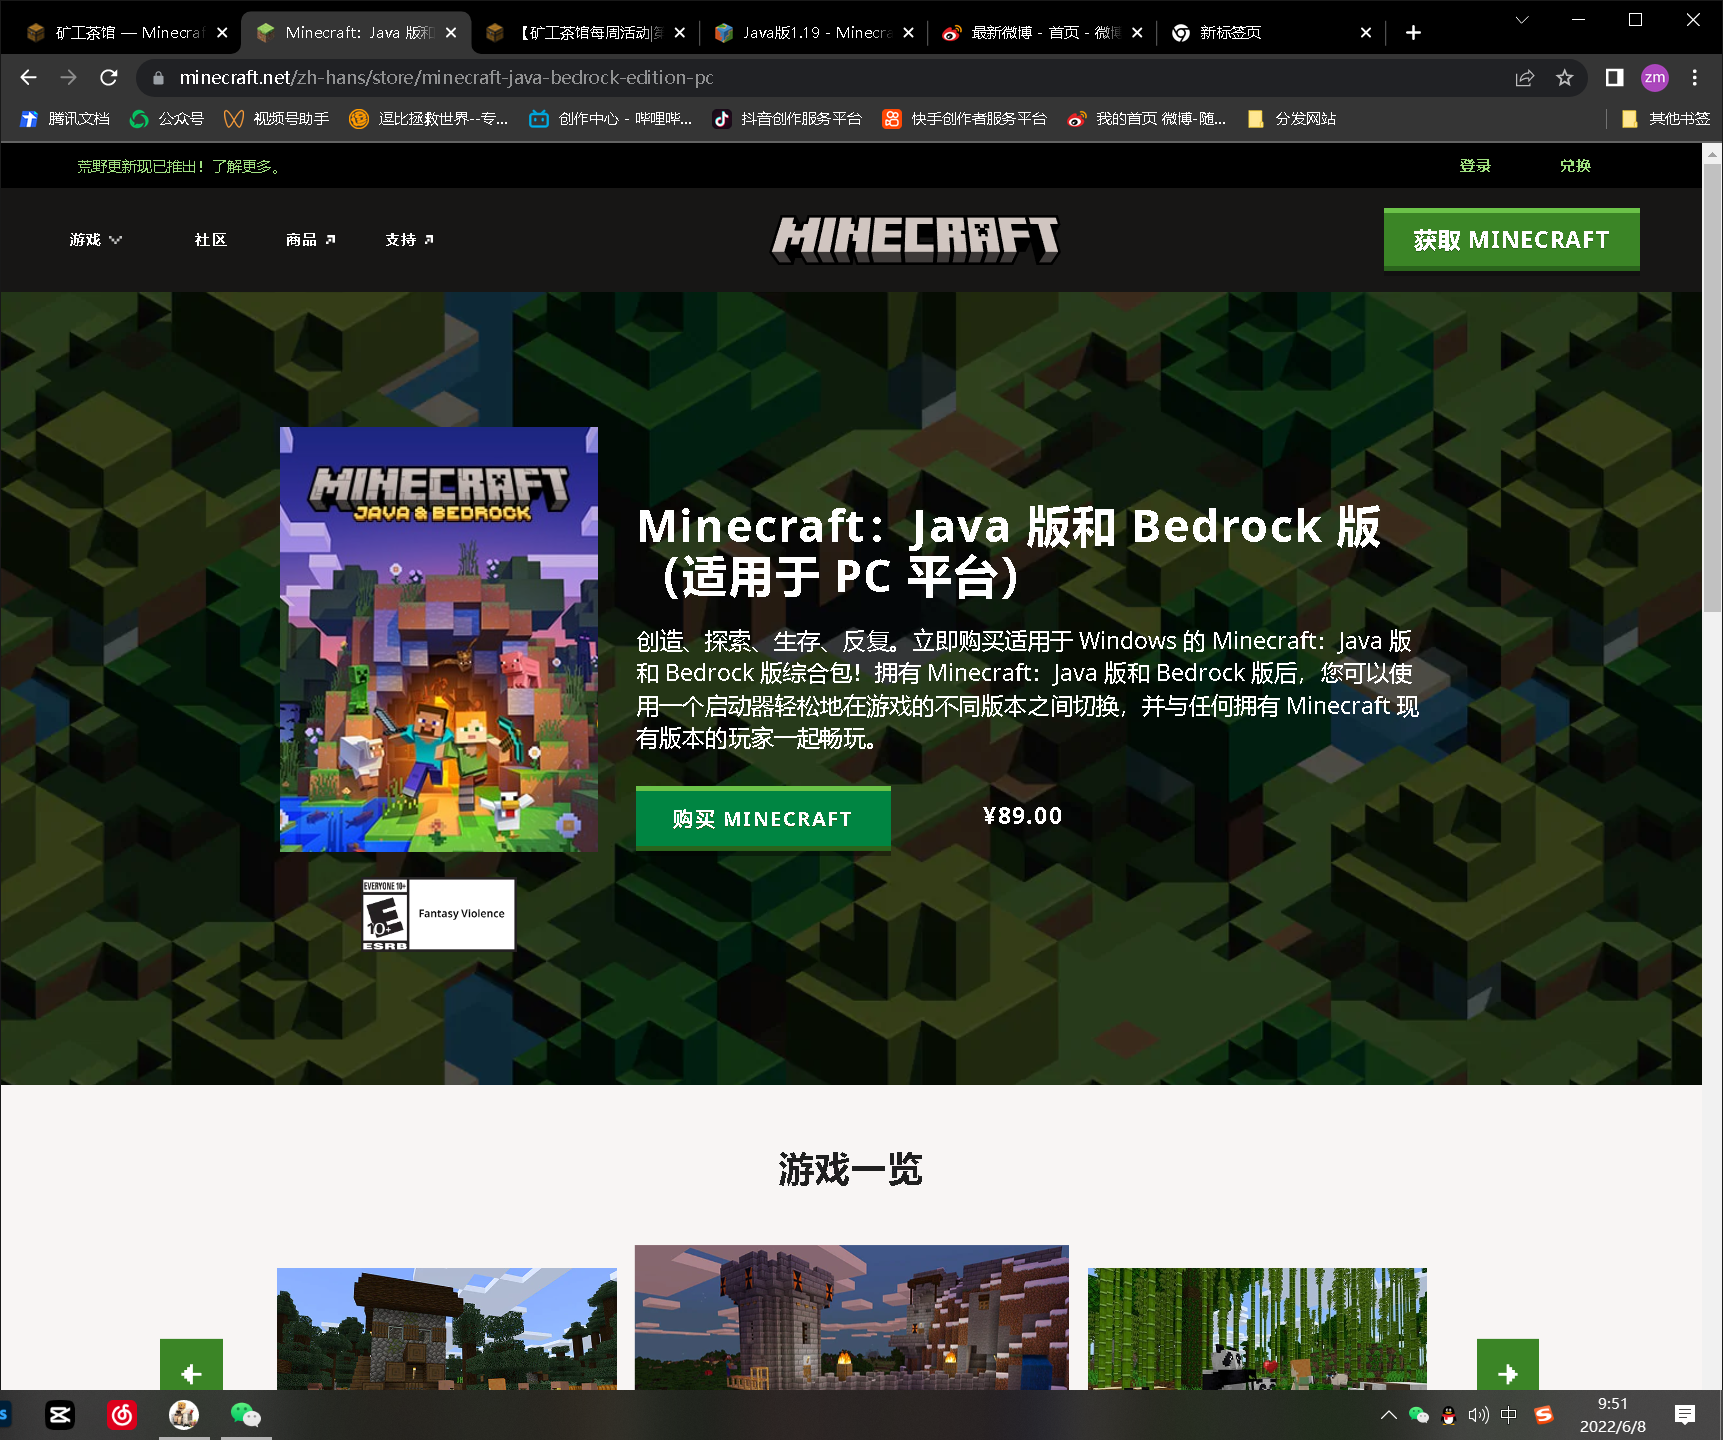 矿工茶馆 — Minecraf
Minecraft：Java 版和
【矿工茶馆每周活动|第
Java版1.19 - Minecra
最新微博 - 首页 - 微博
新标签页
minecraft.net/zh-hans/store/minecraft-java-bedrock-edition-pc
zm
腾讯文档
公众号
视频号助手
逗比拯救世界--专...
创作中心 - 哔哩哔...
抖音创作服务平台
快手创作者服务平台
我的首页 微博-随...
分发网站
其他书签
荒野更新现已推出！了解更多。
登录
兑换
游戏
社区
商品
支持
MINECRAFT
获取 MINECRAFT
MINECRAFT
JAVA & BEDROCK
Minecraft：Java 版和 Bedrock 版
（适用于 PC 平台）
创造、探索、生存、反复。立即购买适用于 Windows 的 Minecraft：Java 版
和 Bedrock 版综合包！拥有 Minecraft：Java 版和 Bedrock 版后，您可以使
用一个启动器轻松地在游戏的不同版本之间切换，并与任何拥有 Minecraft 现
有版本的玩家一起畅玩。
购买 MINECRAFT
¥89.00
EVERYONE 10+
E
10+
ESRB
Fantasy Violence
游戏一览
中
9:51
2022/6/8